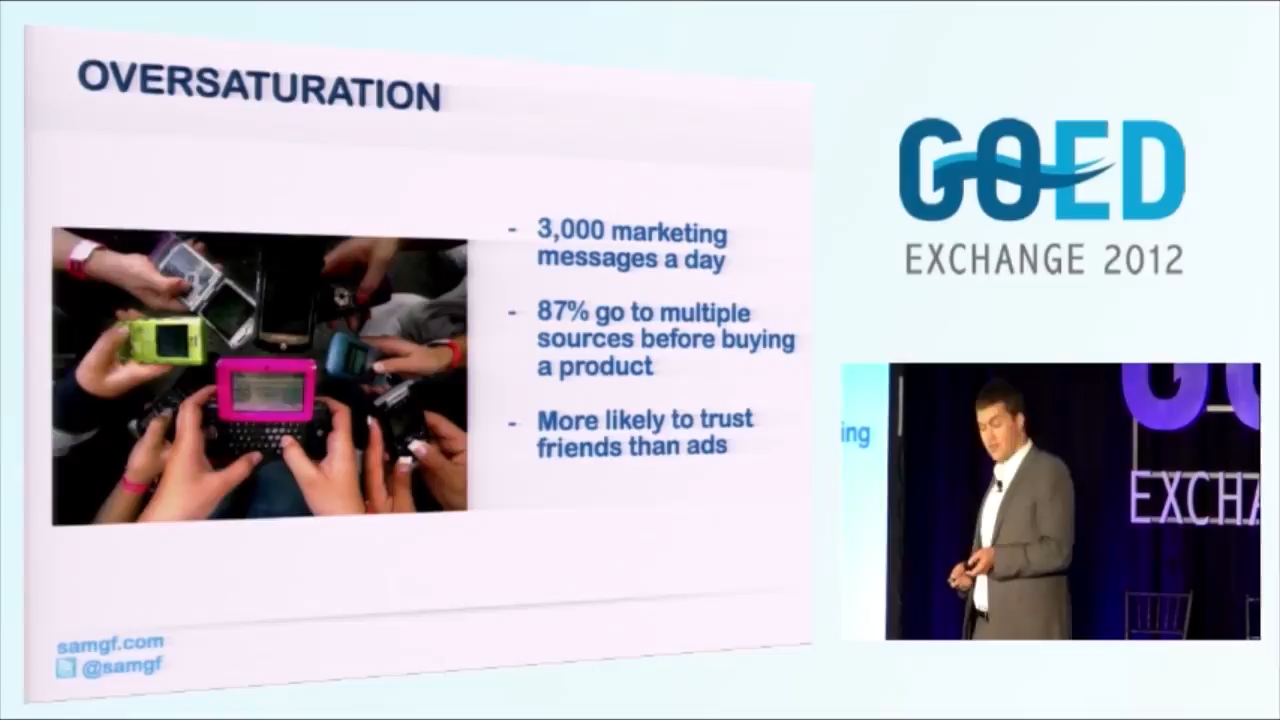 OVERSATURATION
- 3,000 marketing
messages a day
- 87% go to multiple
sources before buying
a product
- More likely to trust
friends than ads
samgf.com
@samgf
GOED
EXCHANGE 2012
ing
GO
EXCHA